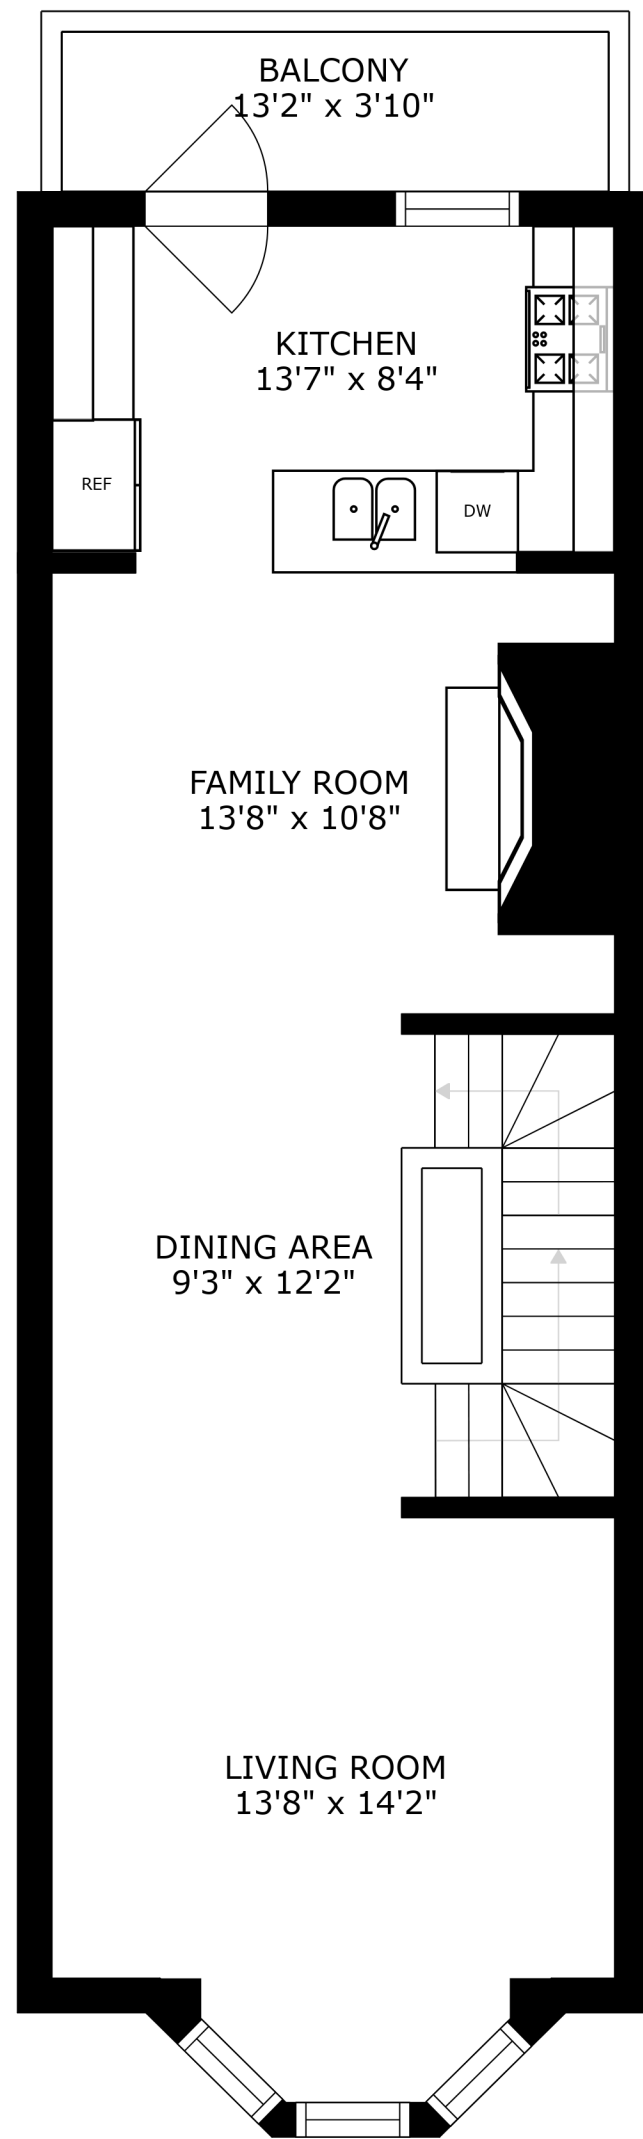 BALCONY
13'2" x 3'10"
KITCHEN
13'7" x 8'4"
REF
DW
FAMILY ROOM
13'8" x 10'8"
DINING AREA
9'3" x 12'2"
LIVING ROOM
13'8" x 14'2"